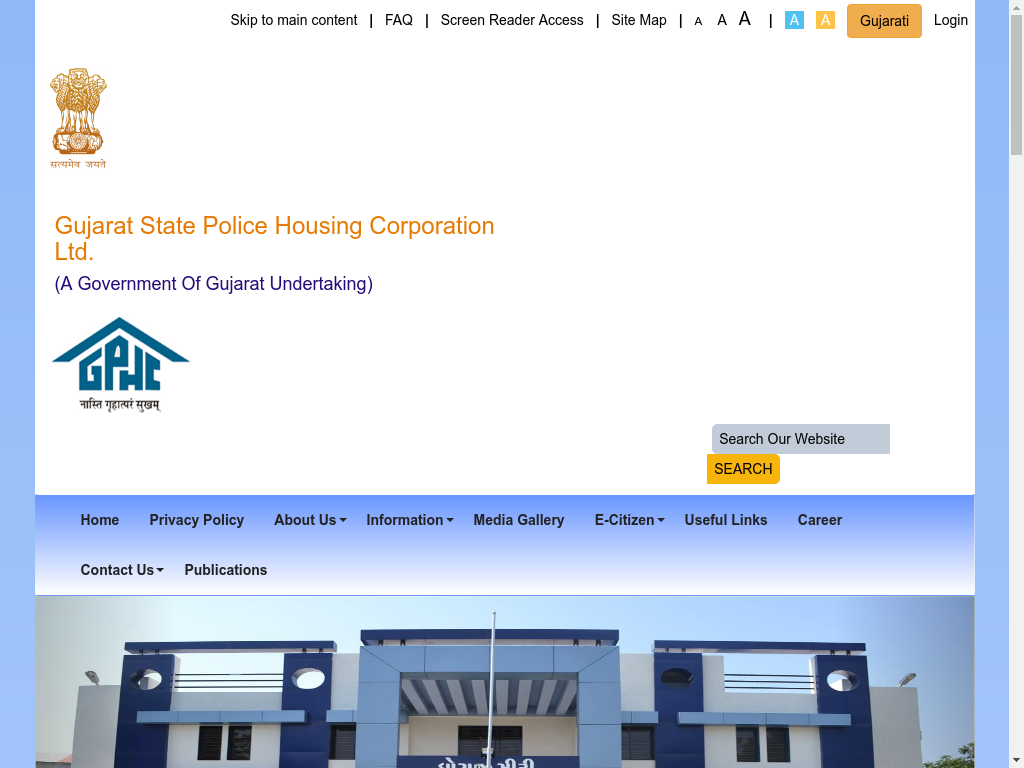 Skip to main content | FAQ | Screen Reader Access | Site Map | A A A | A A Gujarati Login
सत्यमेव जयते
Gujarat State Police Housing Corporation
Ltd.
(A Government Of Gujarat Undertaking)
GPHC
नास्ति गृहात्परं सुखम्
Search Our Website
SEARCH
Home Privacy Policy About Us Information Media Gallery E-Citizen Useful Links Career
Contact Us Publications